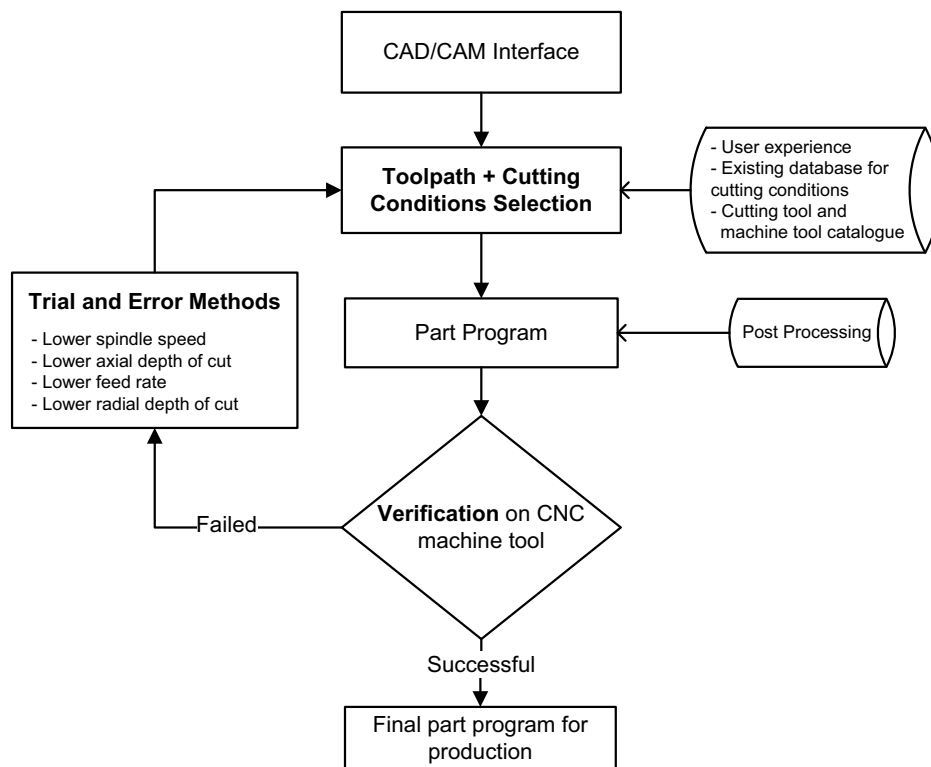 CAD/CAM Interface
Toolpath + Cutting
Conditions Selection
- User experience
- Existing database for
cutting conditions
- Cutting tool and
machine tool catalogue
Trial and Error Methods
- Lower spindle speed
- Lower axial depth of cut
- Lower feed rate
- Lower radial depth of cut
Part Program
Post Processing
Verification on CNC
machine tool
Failed
Successful
Final part program for
production